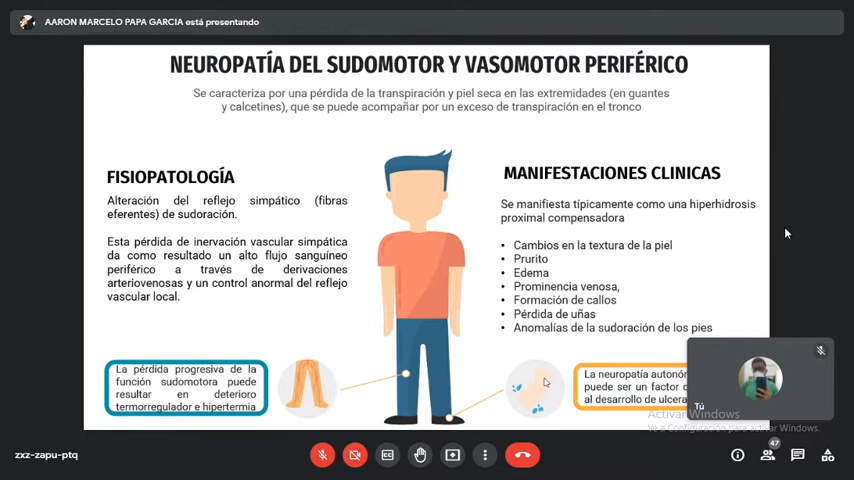 AARON MARCELO PAPA GARCIA está presentando
NEUROPATÍA DEL SUDOMOTOR Y VASOMOTOR PERIFÉRICO
Se caracteriza por una pérdida de la transpiración y piel seca en las extremidades (en guantes
y calcetines), que se puede acompañar por un exceso de transpiración en el tronco
FISIOPATOLOGÍA
Alteración del reflejo simpático (fibras
eferentes) de sudoración.
Esta pérdida de inervación vascular simpática
da como resultado un alto flujo sanguíneo
periférico a través de derivaciones
arteriovenosas y un control anormal del reflejo
vascular local.
La pérdida progresiva de la
función sudomotora puede
resultar en deterioro
termorregulador e hipertermia
MANIFESTACIONES CLINICAS
Se manifiesta típicamente como una hiperhidrosis
proximal compensadora
• Cambios en la textura de la piel
• Prurito
• Edema
• Prominencia venosa,
• Formación de callos
• Pérdida de uñas
• Anomalías de la sudoración de los pies
La neuropatía autonó
puede ser un factor
al desarrollo de ulcera
Tú
Activar Windows
Ve a Configuración para activar Windows.
zxz-zapu-ptq
CC
47